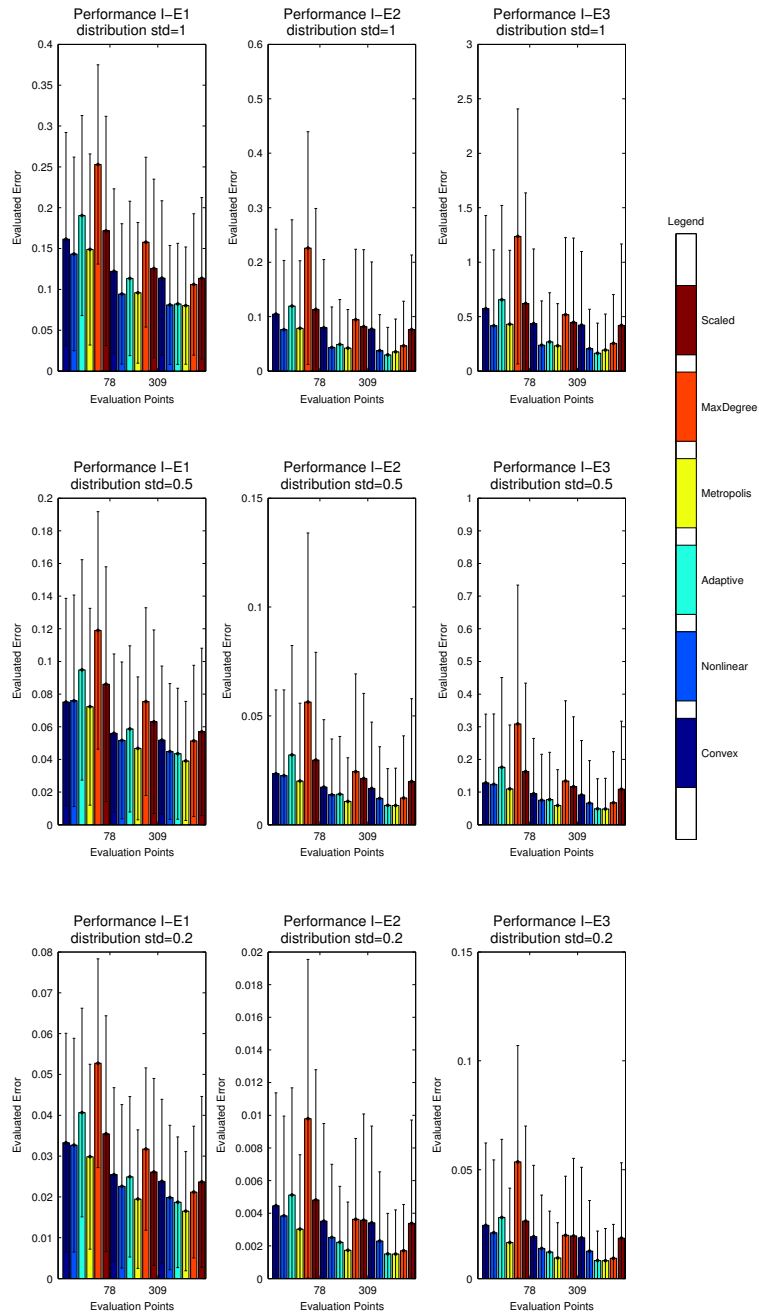 Performance I−E1
distribution std=1
Performance I−E2
distribution std=1
Performance I−E3
distribution std=1
0.4
0.35
0.3
0.25
0.2
0.15
0.1
0.05
0
Evaluated Error
78
309
Evaluation Points
0.6
0.5
0.4
0.3
0.2
0.1
0
Evaluated Error
78
309
Evaluation Points
3
2.5
2
1.5
1
0.5
0
Evaluated Error
78
309
Evaluation Points
Legend
Scaled
MaxDegree
Metropolis
Adaptive
Nonlinear
Convex
Performance I−E1
distribution std=0.5
Performance I−E2
distribution std=0.5
Performance I−E3
distribution std=0.5
0.2
0.18
0.16
0.14
0.12
0.1
0.08
0.06
0.04
0.02
0
Evaluated Error
78
309
Evaluation Points
0.15
0.1
0.05
0
Evaluated Error
78
309
Evaluation Points
1
0.9
0.8
0.7
0.6
0.5
0.4
0.3
0.2
0.1
0
Evaluated Error
78
309
Evaluation Points
Performance I−E1
distribution std=0.2
Performance I−E2
distribution std=0.2
Performance I−E3
distribution std=0.2
0.08
0.07
0.06
0.05
0.04
0.03
0.02
0.01
0
Evaluated Error
78
309
Evaluation Points
0.02
0.018
0.016
0.014
0.012
0.01
0.008
0.006
0.004
0.002
0
Evaluated Error
78
309
Evaluation Points
0.15
0.1
0.05
0
Evaluated Error
78
309
Evaluation Points